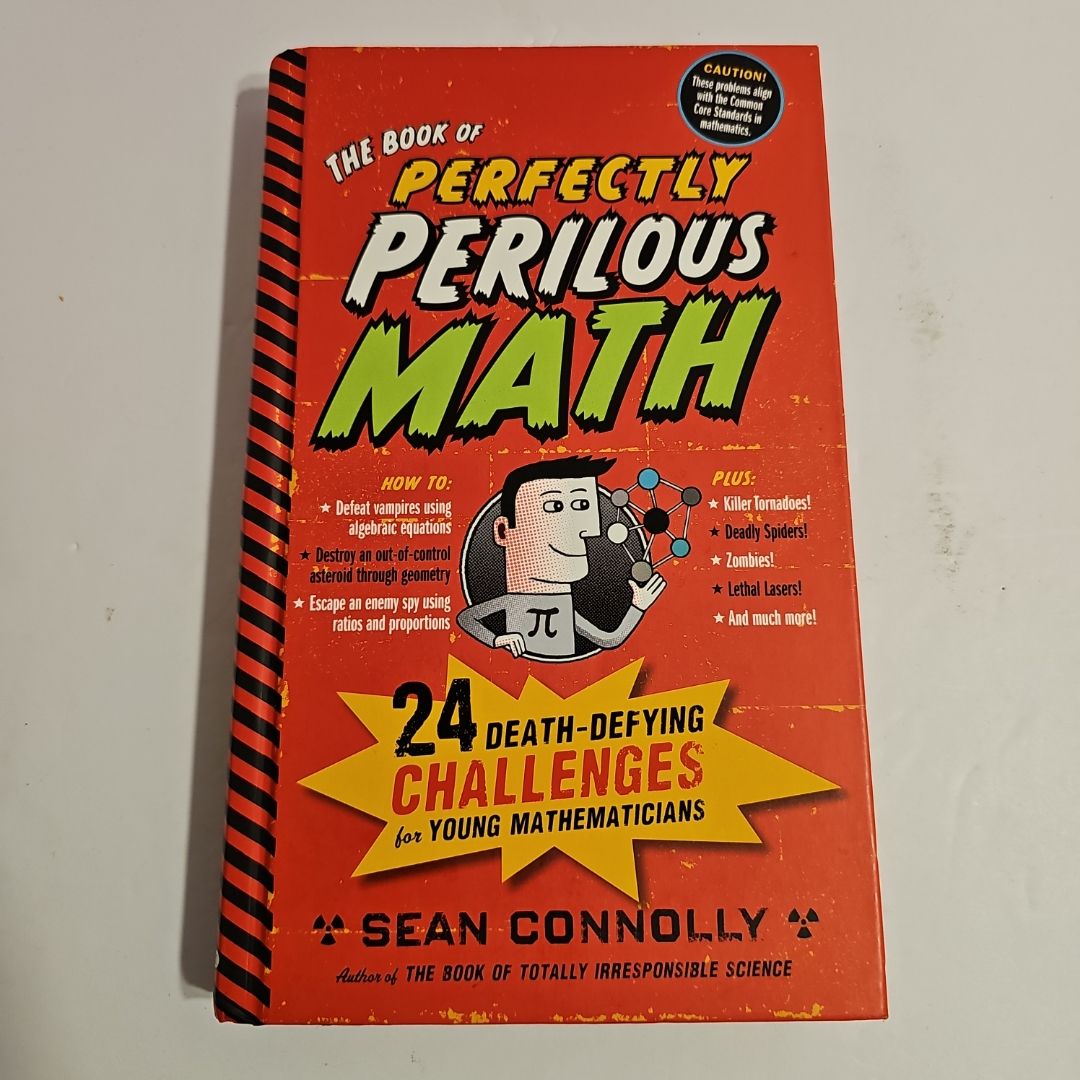 CAUTION!
These problems align
with the Common
Core Standards in
mathematics.
THE BOOK OF
PERFECTLY
PERILOUS
MATH
HOW TO:
★ Defeat vampires using
algebraic equations
★ Destroy an out-of-control
asteroid through geometry
★ Escape an enemy spy using
ratios and proportions
π
PLUS:
★ Killer Tornadoes!
★ Deadly Spiders!
★ Zombies!
★ Lethal Lasers!
★ And much more!
24 DEATH-DEFYING
CHALLENGES
for YOUNG MATHEMATICIANS
SEAN CONNOLLY
Author of THE BOOK OF TOTALLY IRRESPONSIBLE SCIENCE